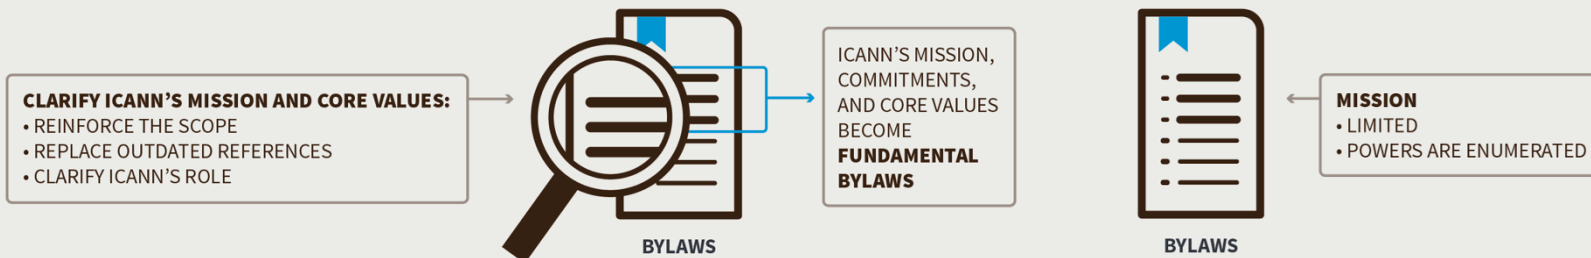 CLARIFY ICANN'S MISSION AND CORE VALUES:
• REINFORCE THE SCOPE
• REPLACE OUTDATED REFERENCES
• CLARIFY ICANN'S ROLE
BYLAWS
ICANN'S MISSION,
COMMITMENTS,
AND CORE VALUES
BECOME
FUNDAMENTAL
BYLAWS
BYLAWS
MISSION
• LIMITED
• POWERS ARE ENUMERATED